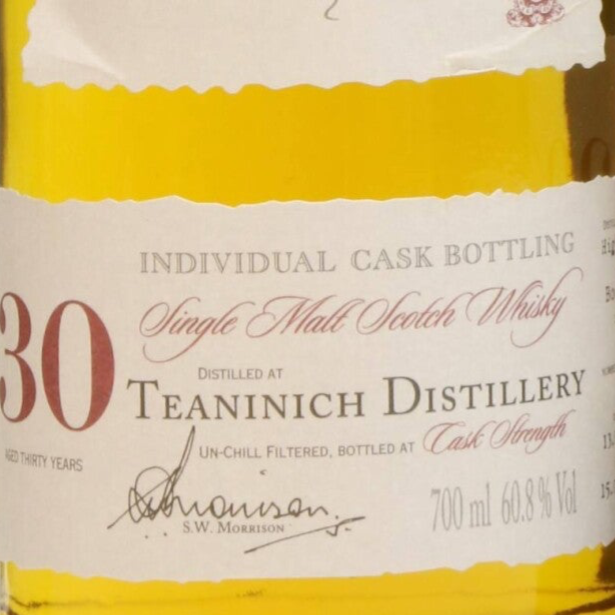 INDIVIDUAL CASK BOTTLING
Single Malt Scotch Whisky
30
AGED THIRTY YEARS
DISTILLED AT
TEANINICH DISTILLERY
UN-CHILL FILTERED, BOTTLED AT Cask Strength
S.W. MORRISON
700 ml 60.8 % Vol